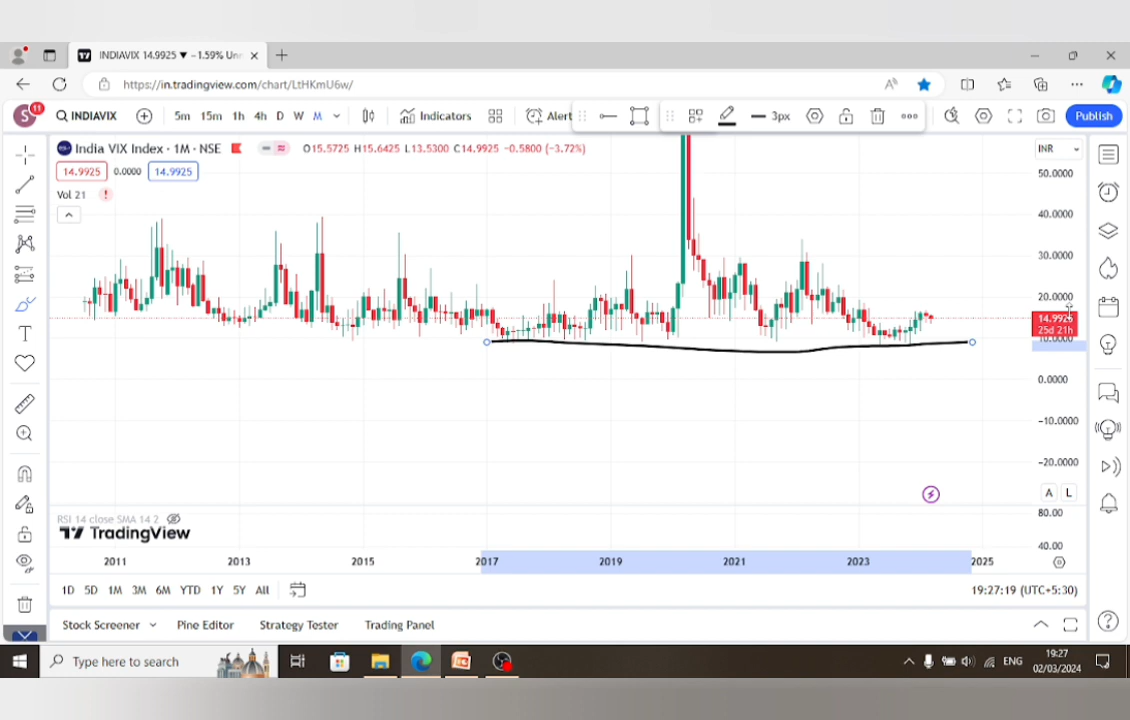 INDIAVIX 14.9925 ▼ −1.59% Un
https://in.tradingview.com/chart/LtHKmU6w/
S 11 INDIAVIX 5m 15m 1h 4h D W M Indicators Alert 3px Publish
India VIX Index · 1M · NSE O15.5725 H15.6425 L13.5300 C14.9925 −0.5800 (−3.72%) INR
14.9925 0.0000 14.9925
Vol 21
50.0000
40.0000
30.0000
20.0000
14.9925
25d 21h
10.0000
0.0000
−10.0000
−20.0000
A L
RSI 14 close SMA 14 2 80.00
TradingView
40.00
2011 2013 2015 2017 2019 2021 2023 2025
1D 5D 1M 3M 6M YTD 1Y 5Y All 19:27:19 (UTC+5:30)
Stock Screener Pine Editor Strategy Tester Trading Panel
Type here to search ENG 19:27
02/03/2024